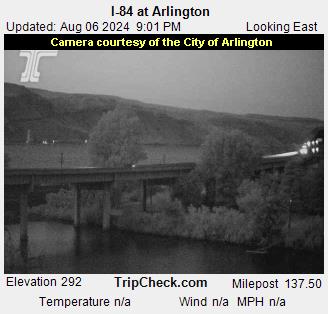 I-84 at Arlington
Updated: Aug 06 2024 9:01 PM Looking East
Camera courtesy of the City of Arlington
Elevation 292 TripCheck.com Milepost 137.50
Temperature n/a Wind n/a MPH n/a